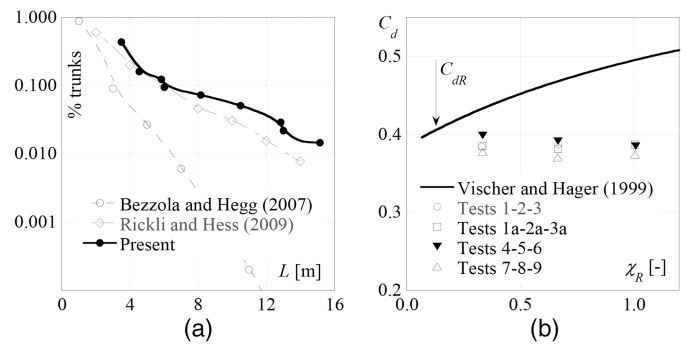 1.000
0.100
0.010
0.001
% trunks
Bezzola and Hegg (2007)
Rickli and Hess (2009)
Present
L [m]
0 4 8 12 16
(a)
C_d
0.5
0.4
0.3
0.2
C_dR
Vischer and Hager (1999)
Tests 1-2-3
Tests 1a-2a-3a
Tests 4-5-6
Tests 7-8-9
χ_R [-]
0.0 0.5 1.0
(b)